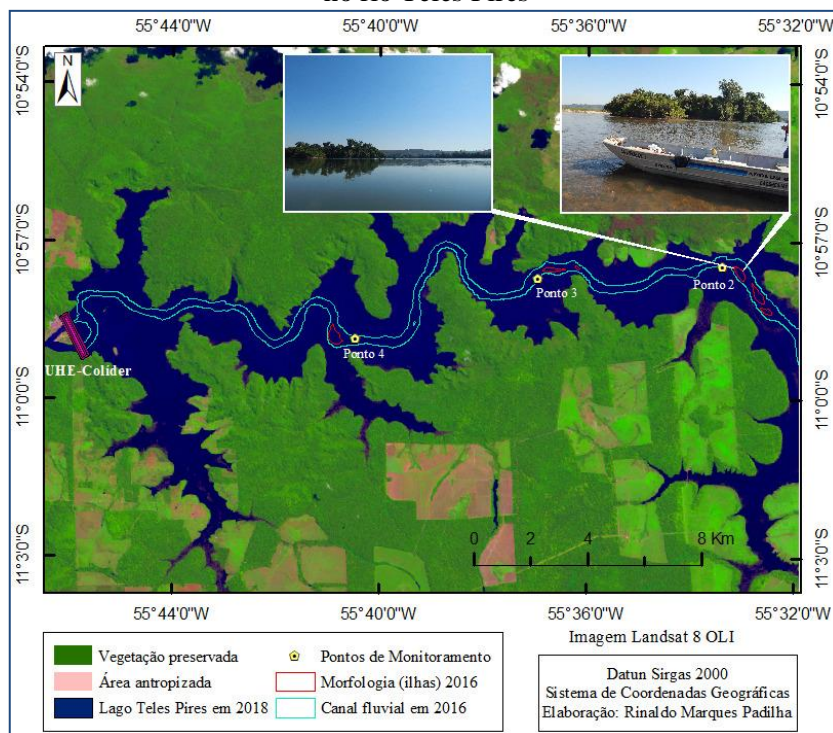 no rio Teles Pires
55°44'0"W 55°40'0"W 55°36'0"W 55°32'0"W
N
10°54'0"S 10°54'0"S
10°57'0"S 10°57'0"S
Ponto 2
Ponto 3
Ponto 4
UHE-Colíder
11°0'0"S 11°0'0"S
0 2 4 8 Km
11°3'0"S 11°3'0"S
55°44'0"W 55°40'0"W 55°36'0"W 55°32'0"W
Vegetação preservada
Área antropizada
Lago Teles Pires em 2018
Pontos de Monitoramento
Morfologia (ilhas) 2016
Canal fluvial em 2016
Imagem Landsat 8 OLI
Datun Sirgas 2000
Sistema de Coordenadas Geográficas
Elaboração: Rinaldo Marques Padilha